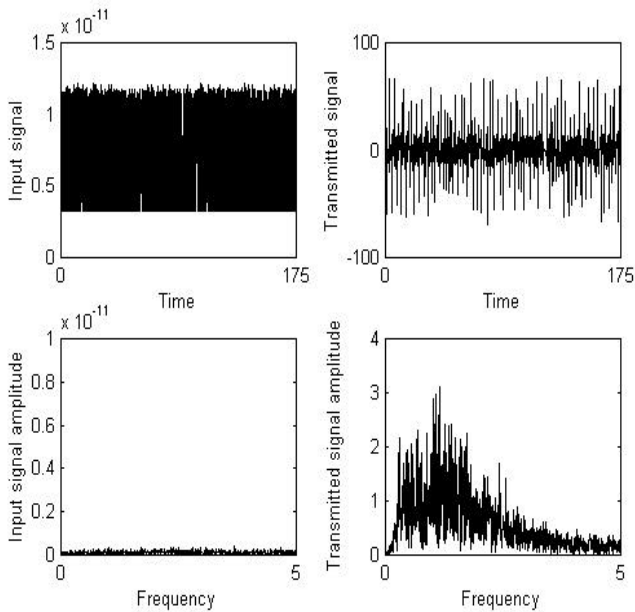 x 10-11
1.5
1
0.5
0
Input signal
0
175
Time
100
0
-100
Transmitted signal
0
175
Time
x 10-11
1
0.8
0.6
0.4
0.2
0
Input signal amplitude
0
5
Frequency
4
3
2
1
0
Transmitted signal amplitude
0
5
Frequency